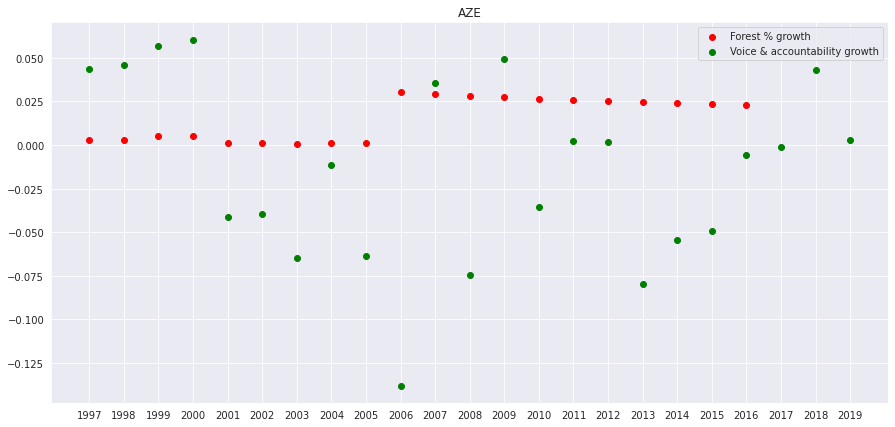 AZE
Forest % growth
Voice & accountability growth
0.050
0.025
0.000
−0.025
−0.050
−0.075
−0.100
−0.125
1997 1998 1999 2000 2001 2002 2003 2004 2005 2006 2007 2008 2009 2010 2011 2012 2013 2014 2015 2016 2017 2018 2019